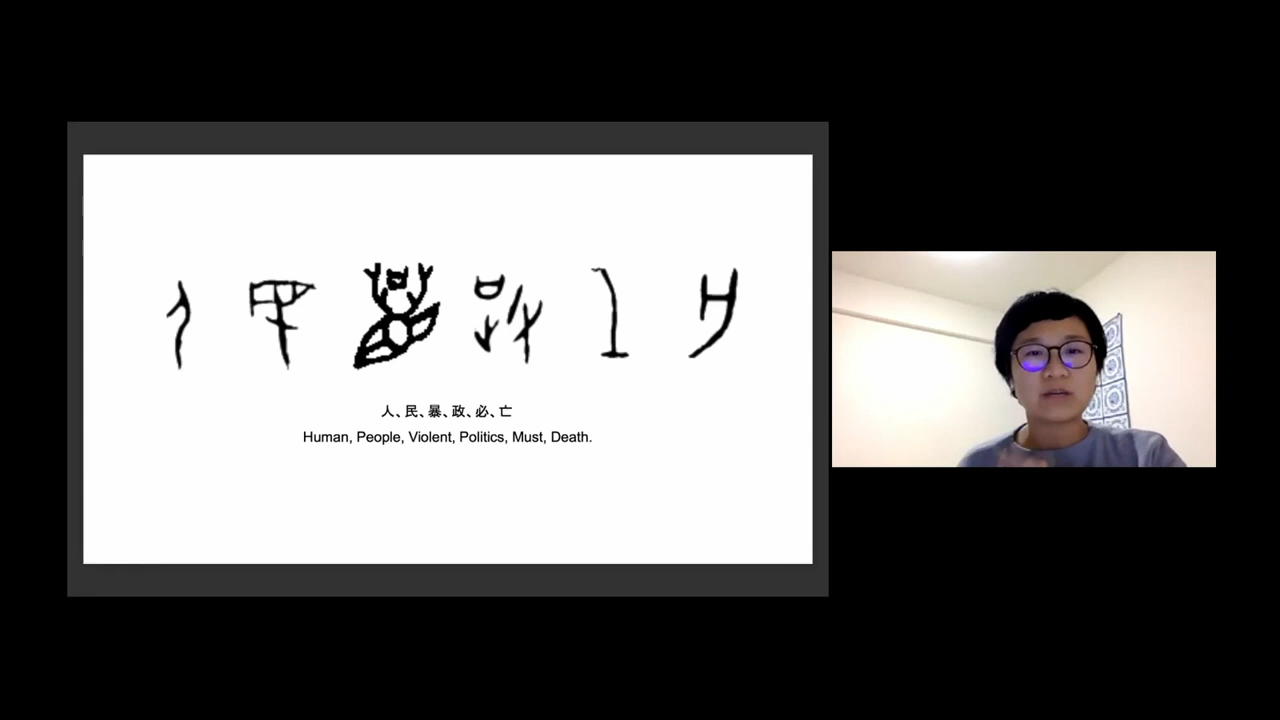 人、民、暴、政、必、亡
Human, People, Violent, Politics, Must, Death.